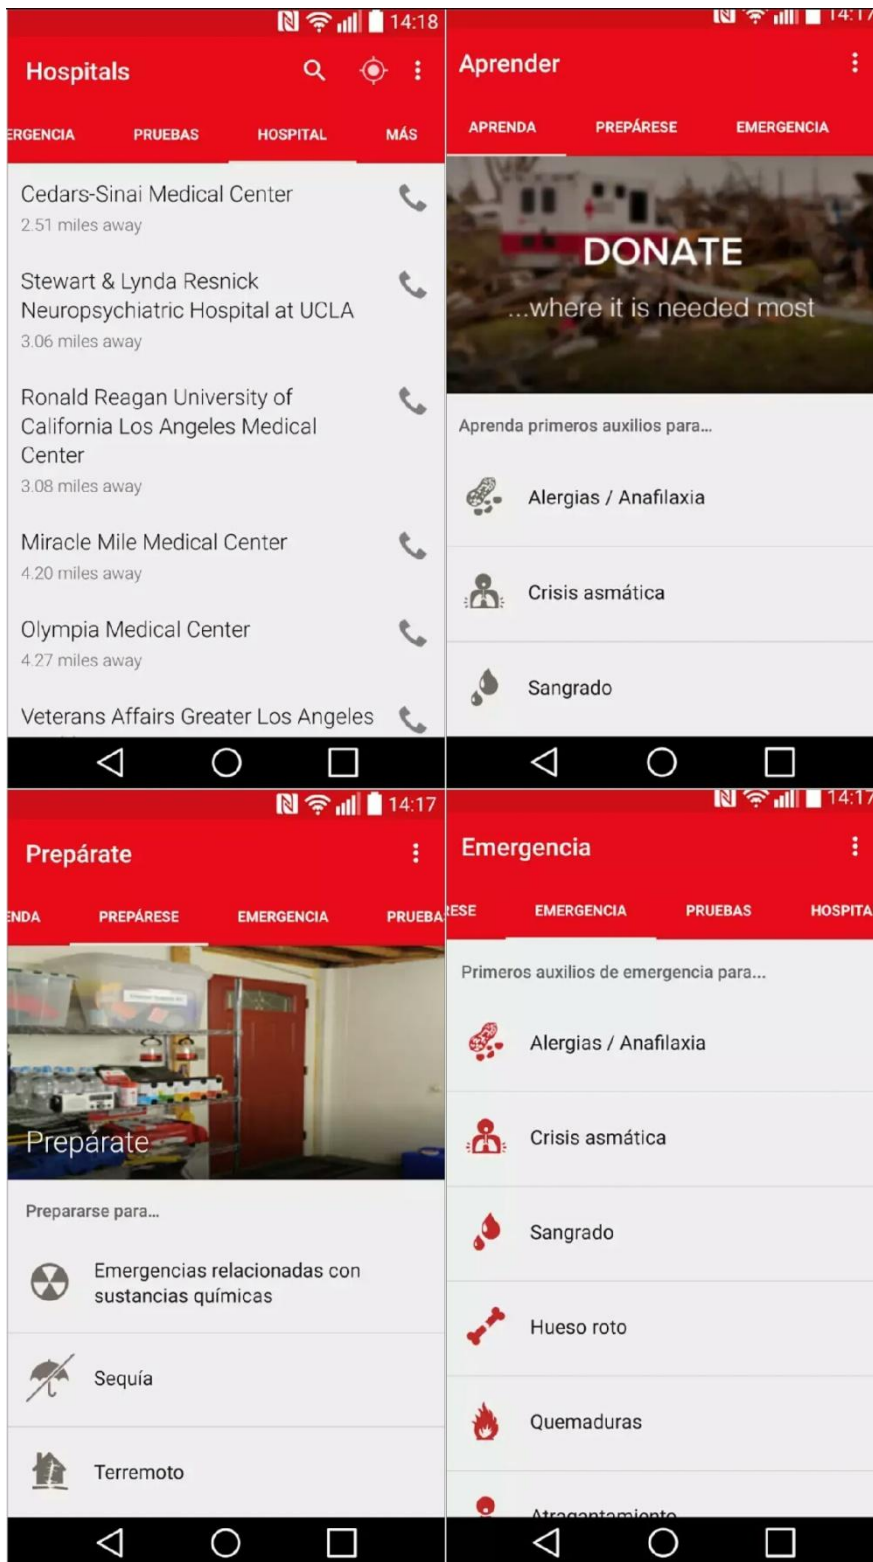 14:18
Hospitals
ERGENCIA PRUEBAS HOSPITAL MÁS
Cedars-Sinai Medical Center
2.51 miles away
Stewart & Lynda Resnick
Neuropsychiatric Hospital at UCLA
3.06 miles away
Ronald Reagan University of
California Los Angeles Medical
Center
3.08 miles away
Miracle Mile Medical Center
4.20 miles away
Olympia Medical Center
4.27 miles away
Veterans Affairs Greater Los Angeles
14:17
Aprender
APRENDA PREPÁRESE EMERGENCIA
DONATE
...where it is needed most
Aprenda primeros auxilios para...
Alergias / Anafilaxia
Crisis asmática
Sangrado
14:17
Prepárate
ENDA PREPÁRESE EMERGENCIA PRUEBA
Prepárate
Prepararse para...
Emergencias relacionadas con
sustancias químicas
Sequía
Terremoto
14:17
Emergencia
RESE EMERGENCIA PRUEBAS HOSPITA
Primeros auxilios de emergencia para...
Alergias / Anafilaxia
Crisis asmática
Sangrado
Hueso roto
Quemaduras
Atragantamiento